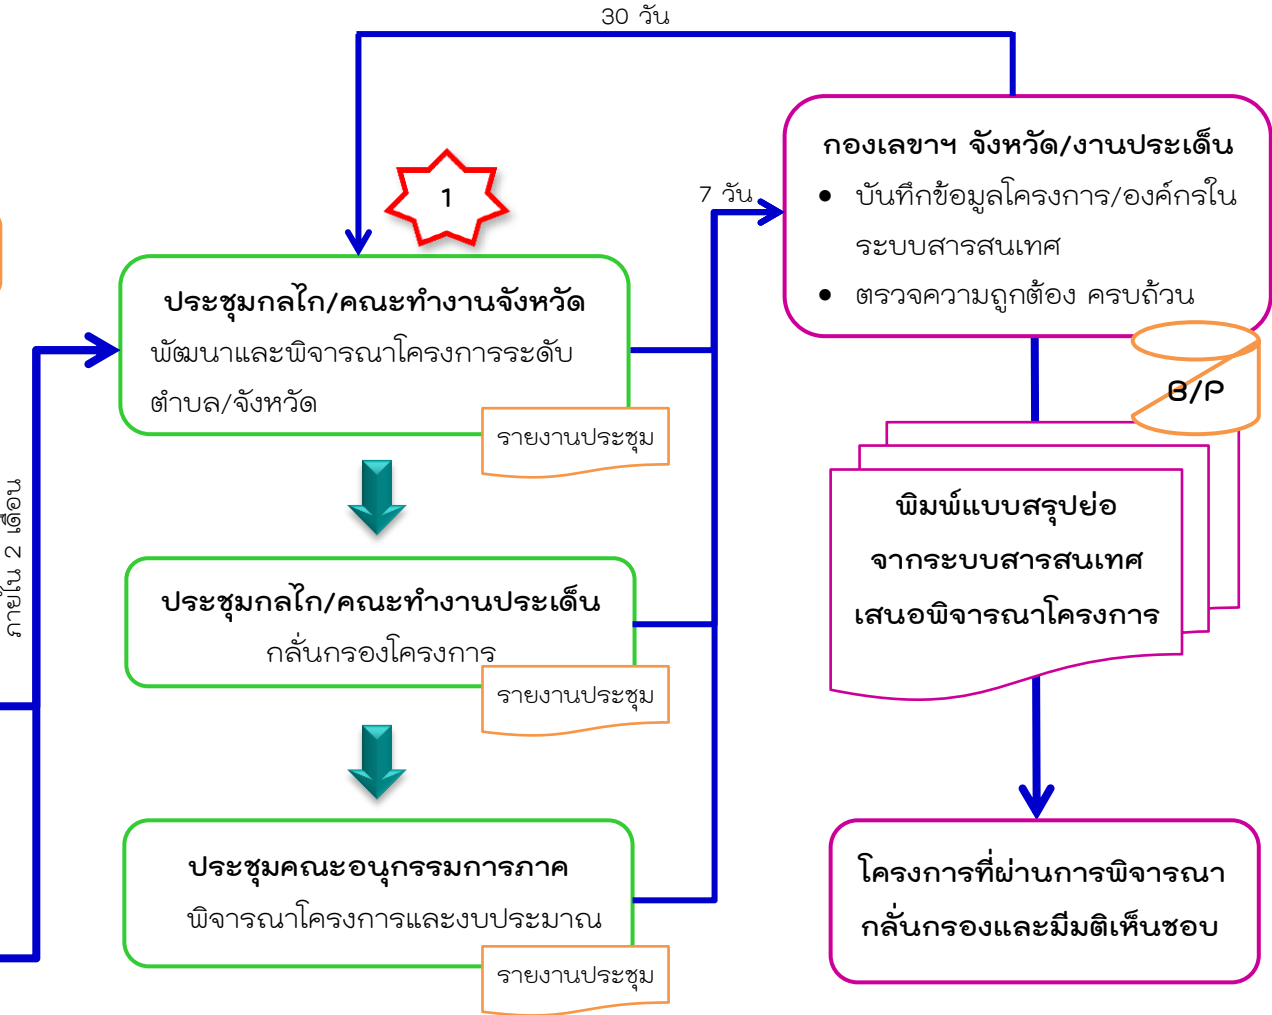 30 วัน
1
ประชุมกลไก/คณะทำงานจังหวัด
พัฒนาและพิจารณาโครงการระดับ
ตำบล/จังหวัด
รายงานประชุม
ภายใน 2 เดือน
ประชุมกลไก/คณะทำงานประเด็น
กลั่นกรองโครงการ
รายงานประชุม
ประชุมคณะอนุกรรมการภาค
พิจารณาโครงการและงบประมาณ
รายงานประชุม
7 วัน
กองเลขาฯ จังหวัด/งานประเด็น
• บันทึกข้อมูลโครงการ/องค์กรใน
ระบบสารสนเทศ
• ตรวจความถูกต้อง ครบถ้วน
B/P
พิมพ์แบบสรุปย่อ
จากระบบสารสนเทศ
เสนอพิจารณาโครงการ
โครงการที่ผ่านการพิจารณา
กลั่นกรองและมีมติเห็นชอบ